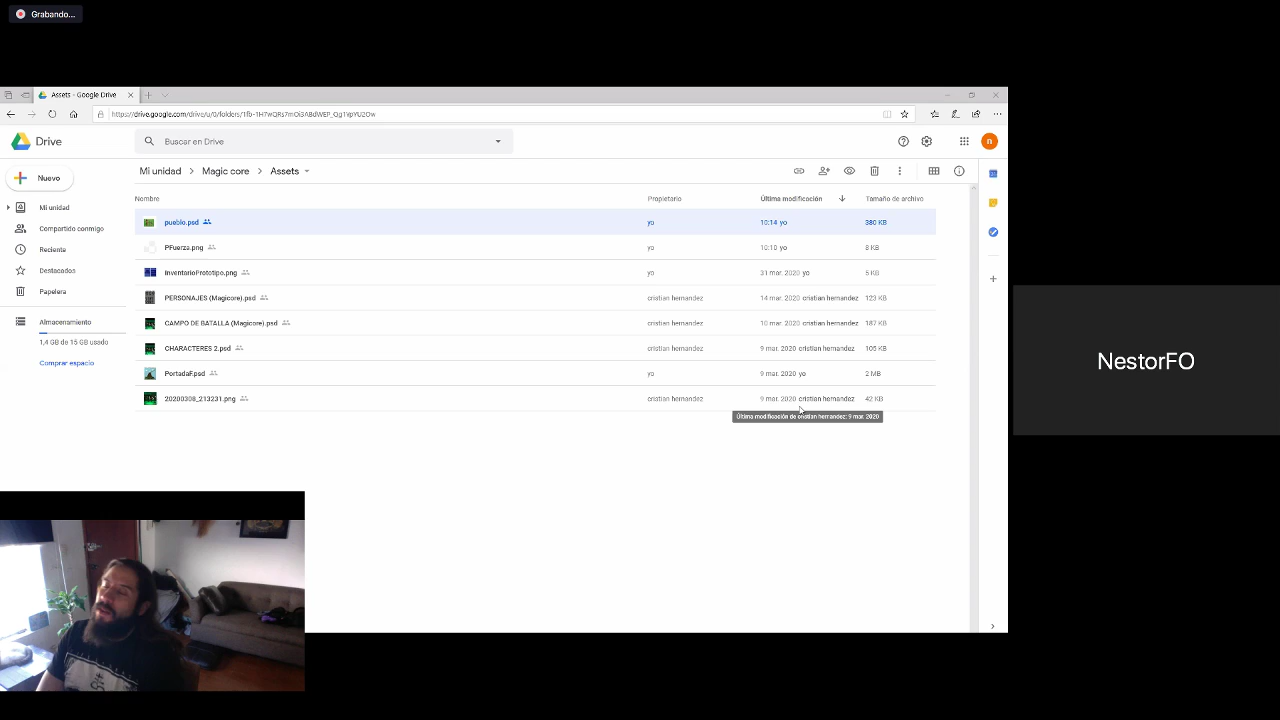 Grabando...
Assets - Google Drive
Drive
Buscar en Drive
n
Nuevo
Mi unidad > Magic core > Assets
Mi unidad
Compartido conmigo
Reciente
Destacados
Papelera
Almacenamiento
1,4 GB de 15 GB usado
Comprar espacio
Nombre Propietario Última modificación Tamaño de archivo
pueblo.psd yo 10:14 yo 380 KB
PFuerza.png yo 10:10 yo 8 KB
InventarioPrototipo.png yo 31 mar. 2020 yo 5 KB
PERSONAJES (Magicore).psd cristian hernandez 14 mar. 2020 cristian hernandez 123 KB
CAMPO DE BATALLA (Magicore).psd cristian hernandez 10 mar. 2020 cristian hernandez 187 KB
CHARACTERES 2.psd cristian hernandez 9 mar. 2020 cristian hernandez 105 KB
PortadaF.psd yo 9 mar. 2020 yo 2 MB
20200308_213231.png cristian hernandez 9 mar. 2020 cristian hernandez 42 KB
Última modificación de cristian hernandez: 9 mar. 2020
NestorFO